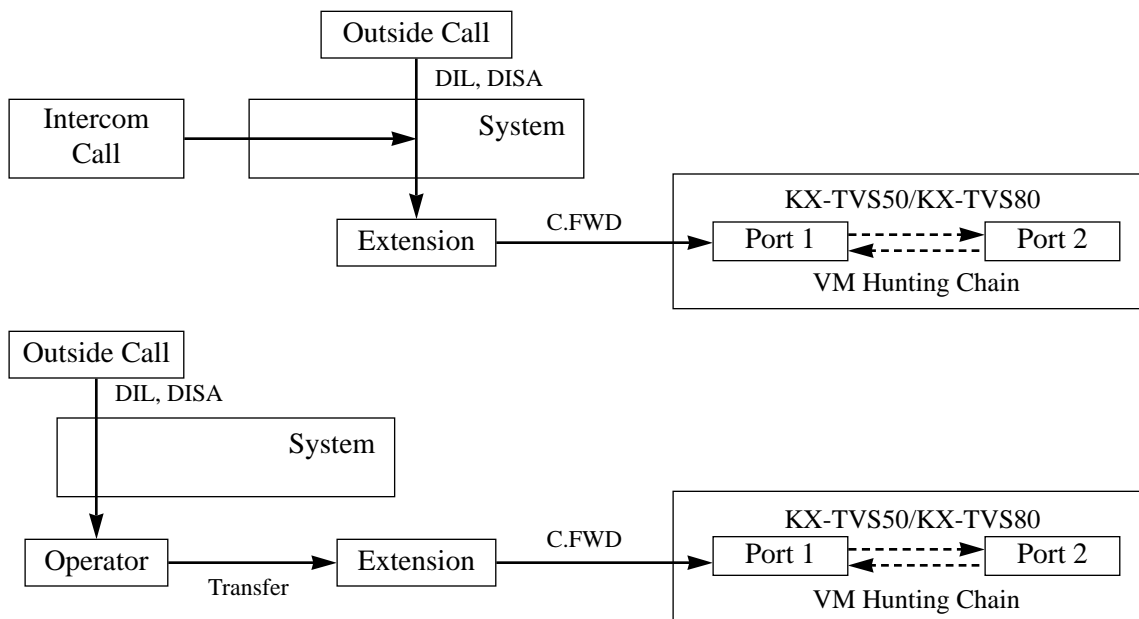 Outside Call
DIL, DISA
Intercom
Call
System
Extension
C.FWD
KX-TVS50/KX-TVS80
Port 1
Port 2
VM Hunting Chain
Outside Call
DIL, DISA
System
Operator
Transfer
Extension
C.FWD
KX-TVS50/KX-TVS80
Port 1
Port 2
VM Hunting Chain